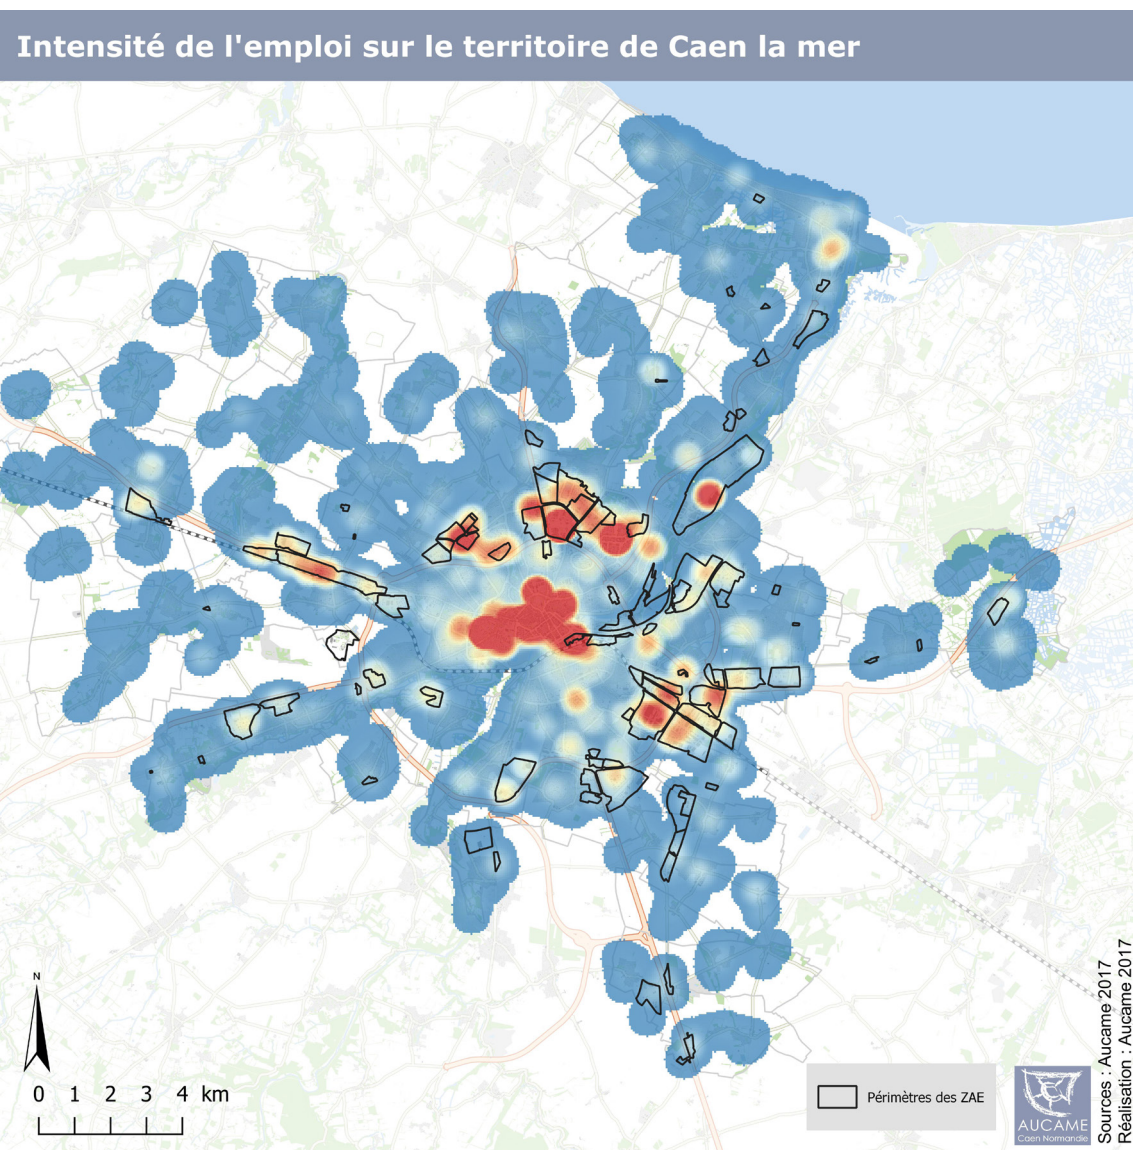 Intensité de l'emploi sur le territoire de Caen la mer
N
0 1 2 3 4 km
Périmètres des ZAE
AUCAME
Caen Normandie
Sources : Aucame 2017
Réalisation : Aucame 2017